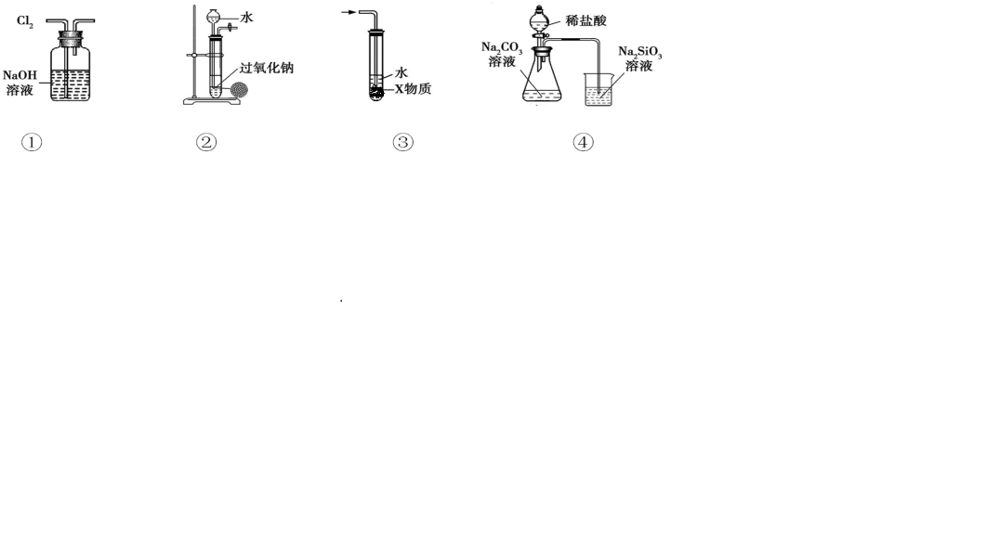 Cl₂
NaOH
溶液
①
水
过氧化钠
②
水
X物质
③
稀盐酸
Na₂CO₃
溶液
Na₂SiO₃
溶液
④